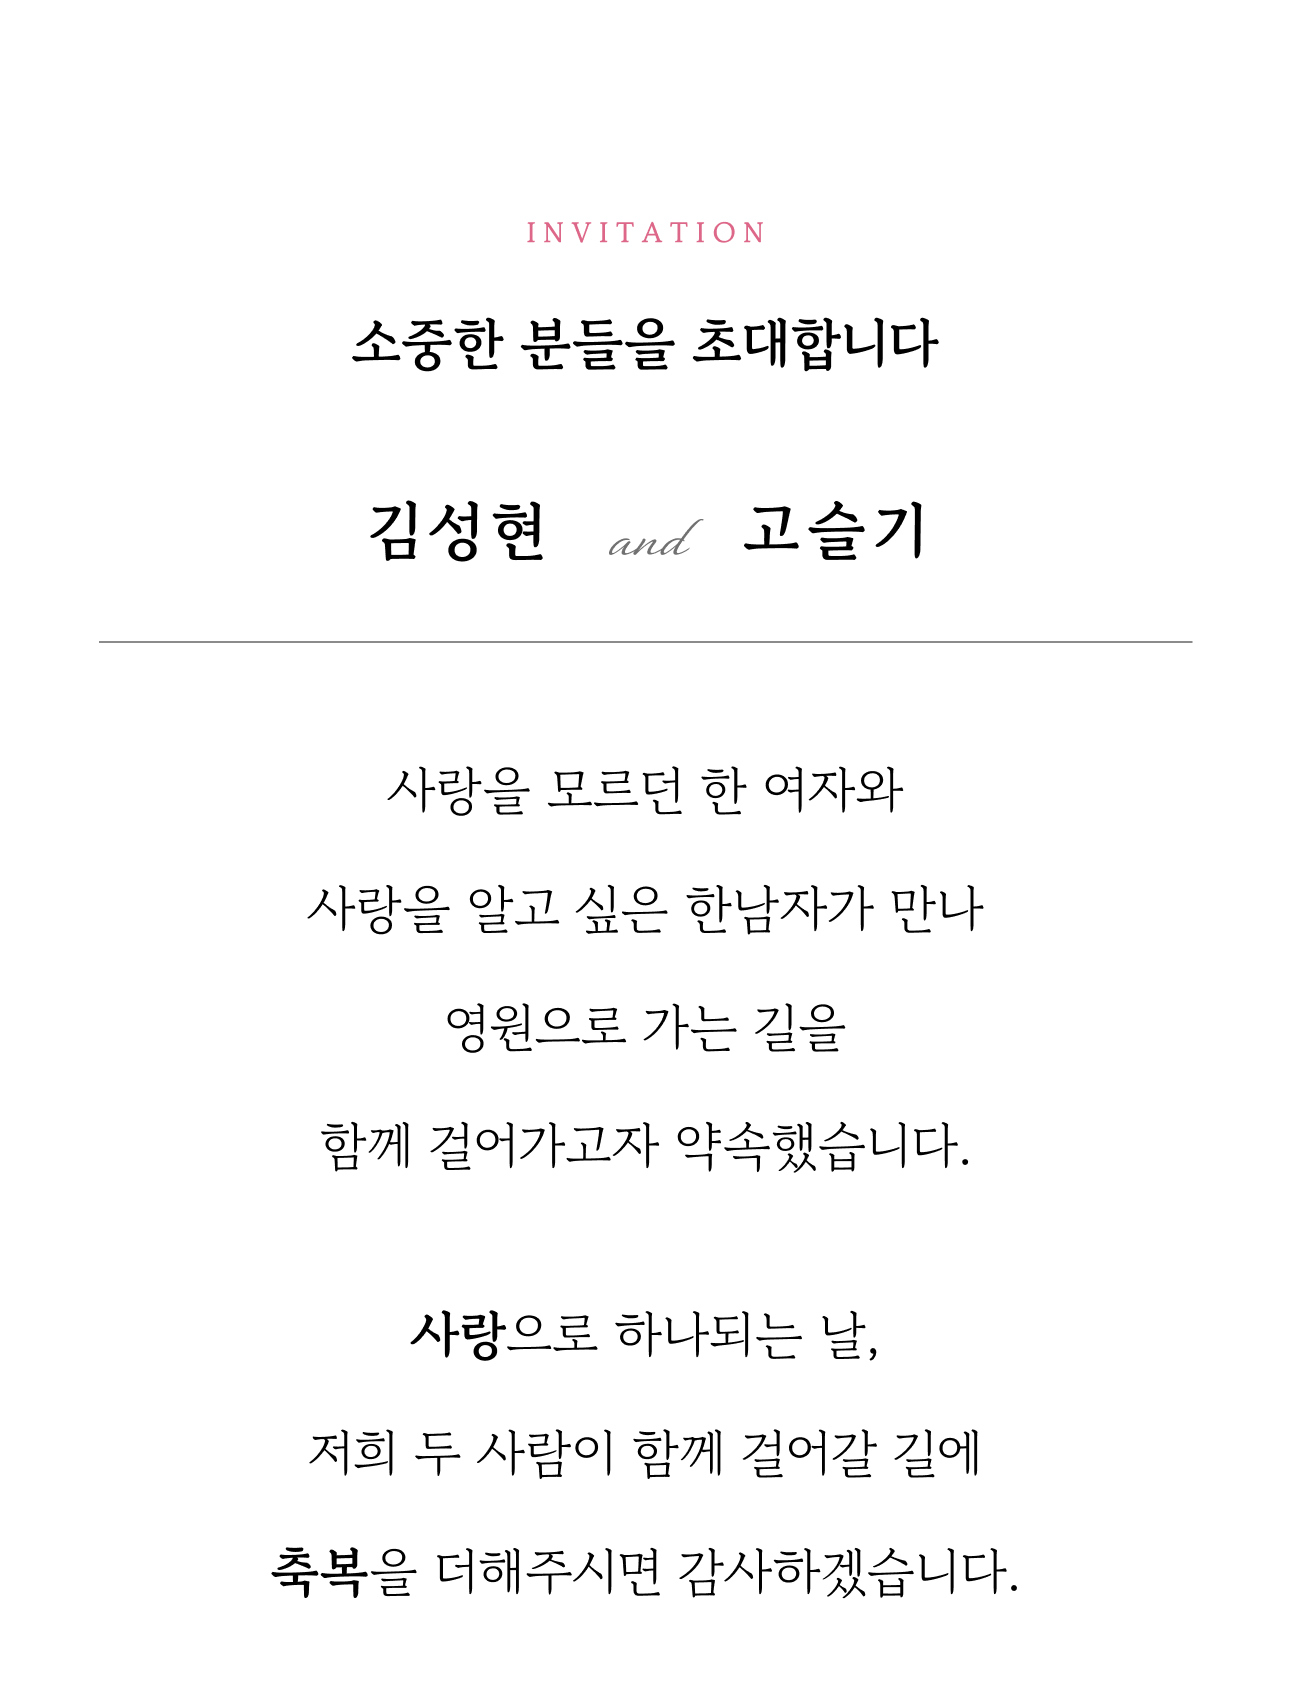 INVITATION
소중한 분들을 초대합니다
김성현 and 고슬기
사랑을 모르던 한 여자와
사랑을 알고 싶은 한남자가 만나
영원으로 가는 길을
함께 걸어가고자 약속했습니다.
사랑으로 하나되는 날,
저희 두 사람이 함께 걸어갈 길에
축복을 더해주시면 감사하겠습니다.